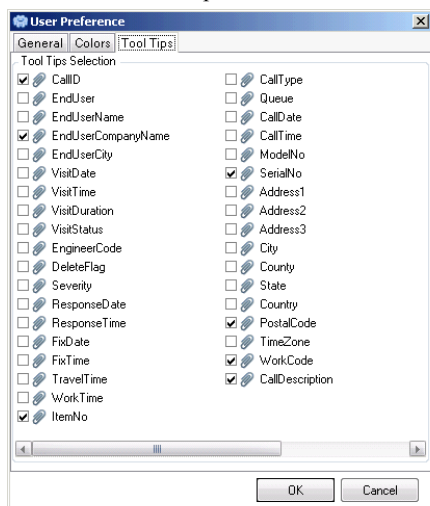 User Preference
General Colors Tool Tips
Tool Tips Selection
CallID
EndUser
EndUserName
EndUserCompanyName
EndUserCity
VisitDate
VisitTime
VisitDuration
VisitStatus
EngineerCode
DeleteFlag
Severity
ResponseDate
ResponseTime
FixDate
FixTime
TravelTime
WorkTime
ItemNo
CallType
Queue
CallDate
CallTime
ModelNo
SerialNo
Address1
Address2
Address3
City
County
State
Country
PostalCode
TimeZone
WorkCode
CallDescription
OK Cancel